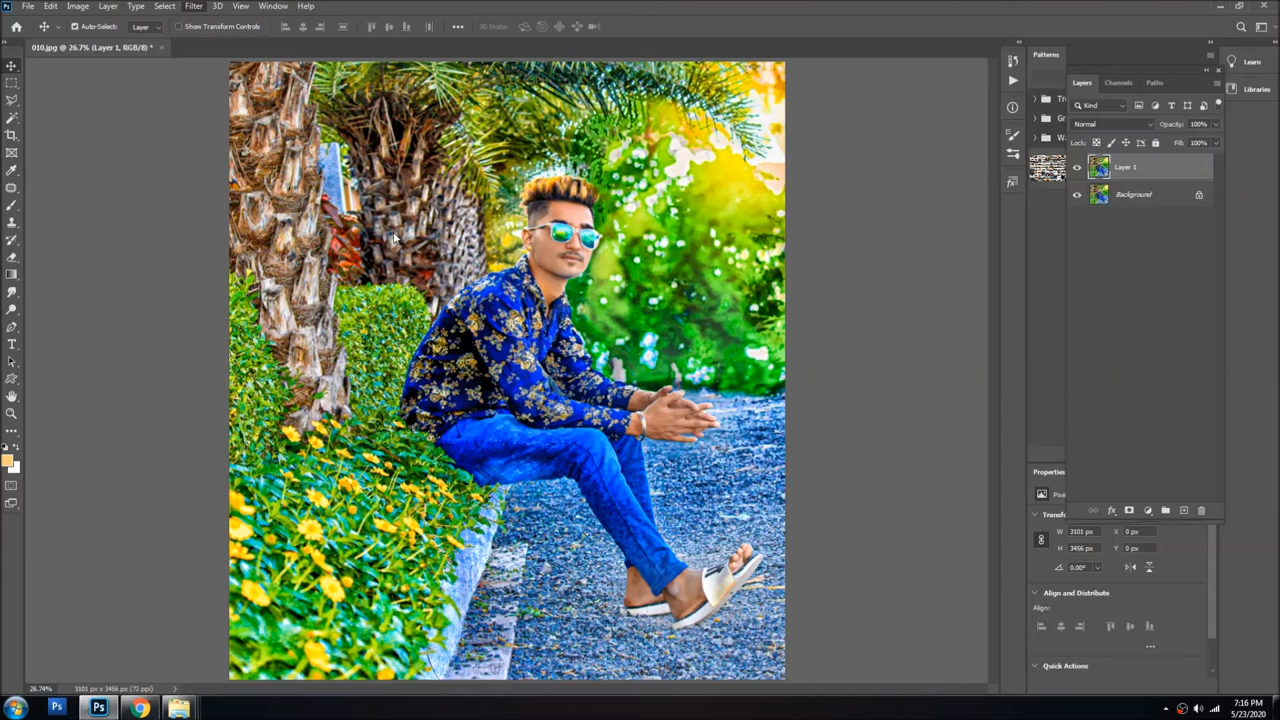 File Edit Image Layer Type Select Filter 3D View Window Help
Auto-Select: Layer Show Transform Controls 3D Mode:
010.jpg @ 26.7% (Layer 1, RGB/8) *
Patterns
Learn
Libraries
Layers Channels Paths
Kind
Normal Opacity: 100%
Lock: Fill: 100%
Layer 1
Background
Properties
Transform
W 3101 px X 0 px
H 3456 px Y 0 px
0.00°
Align and Distribute
Align:
Quick Actions
26.74% 3101 px x 3456 px (72 ppi)
7:16 PM
5/23/2020